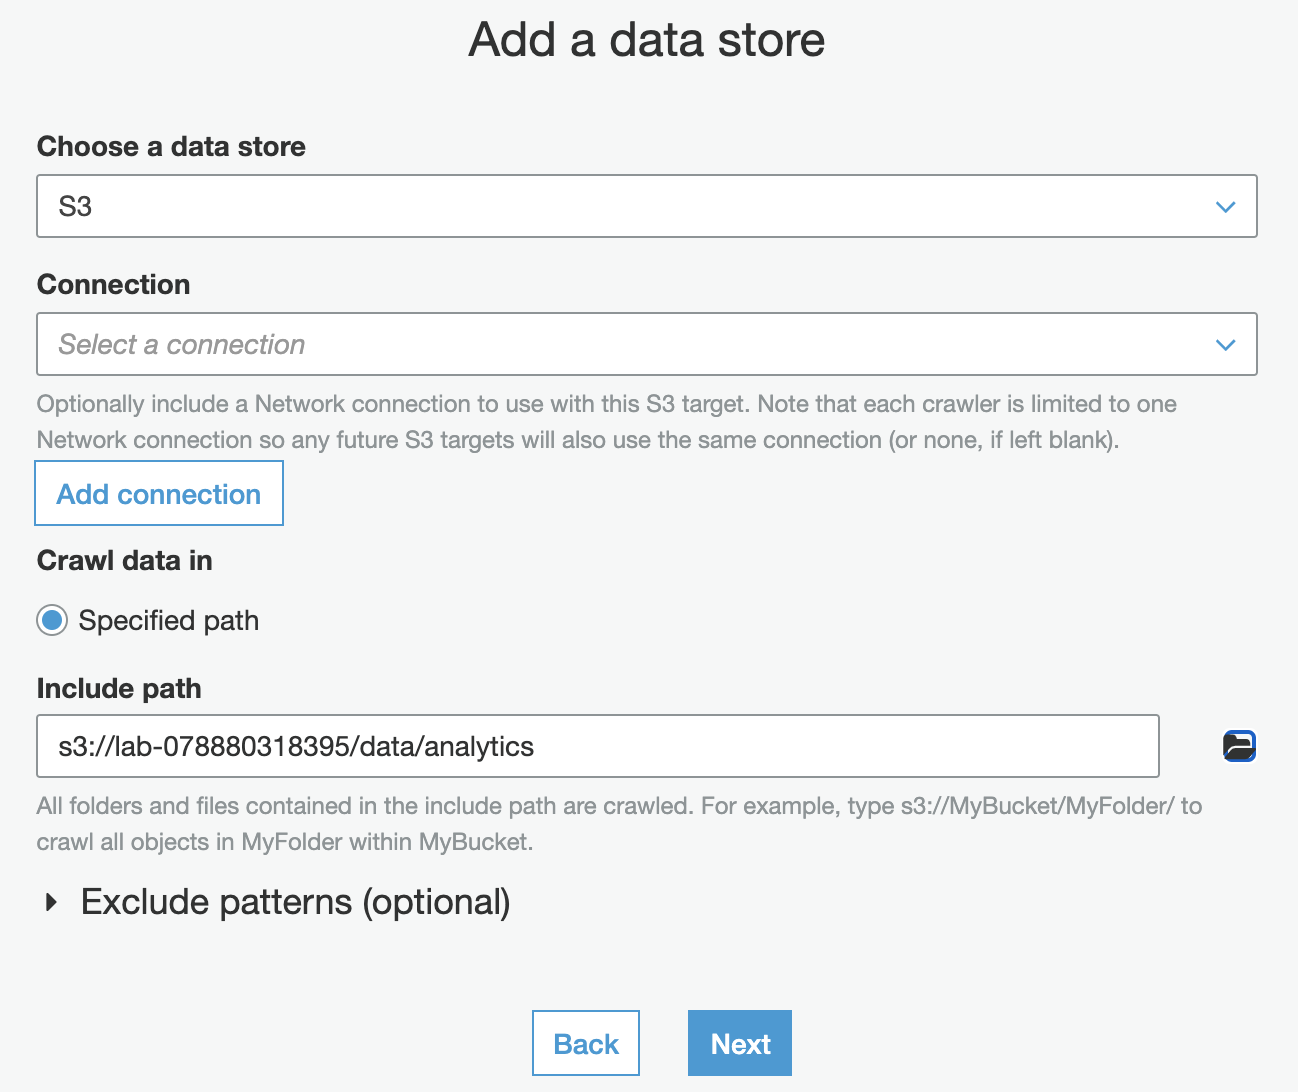 Add a data store
Choose a data store
S3
Connection
Select a connection
Optionally include a Network connection to use with this S3 target. Note that each crawler is limited to one
Network connection so any future S3 targets will also use the same connection (or none, if left blank).
Add connection
Crawl data in
Specified path
Include path
s3://lab-078880318395/data/analytics
All folders and files contained in the include path are crawled. For example, type s3://MyBucket/MyFolder/ to
crawl all objects in MyFolder within MyBucket.
Exclude patterns (optional)
Back Next